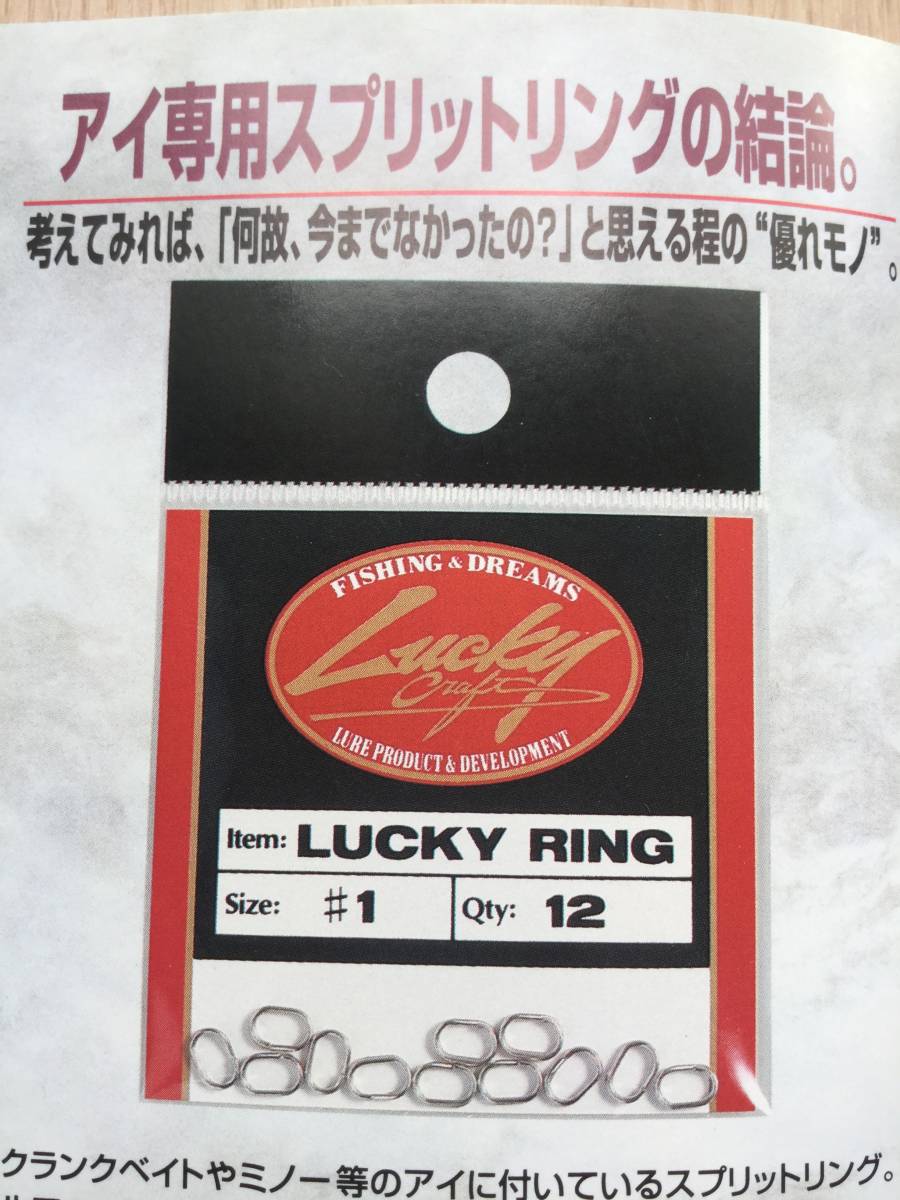 アイ専用スプリットリングの結論。
考えてみれば、「何故、今までなかったの?」と思える程の“優れモノ”。
FISHING & DREAMS
Lucky
Craft
LURE PRODUCT & DEVELOPMENT
Item: LUCKY RING
Size: #1 Qty: 12
クランクベイトやミノー等のアイに付いているスプリットリング。